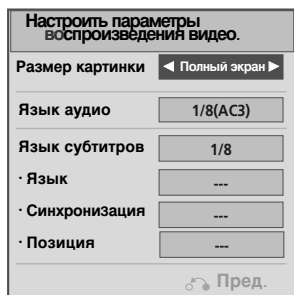 Настроить параметры
воспроизведения видео.
Размер картинки ◀ Полный экран ▶
Язык аудио 1/8(AC3)
Язык субтитров 1/8
· Язык ---
· Синхронизация ---
· Позиция ---
Пред.